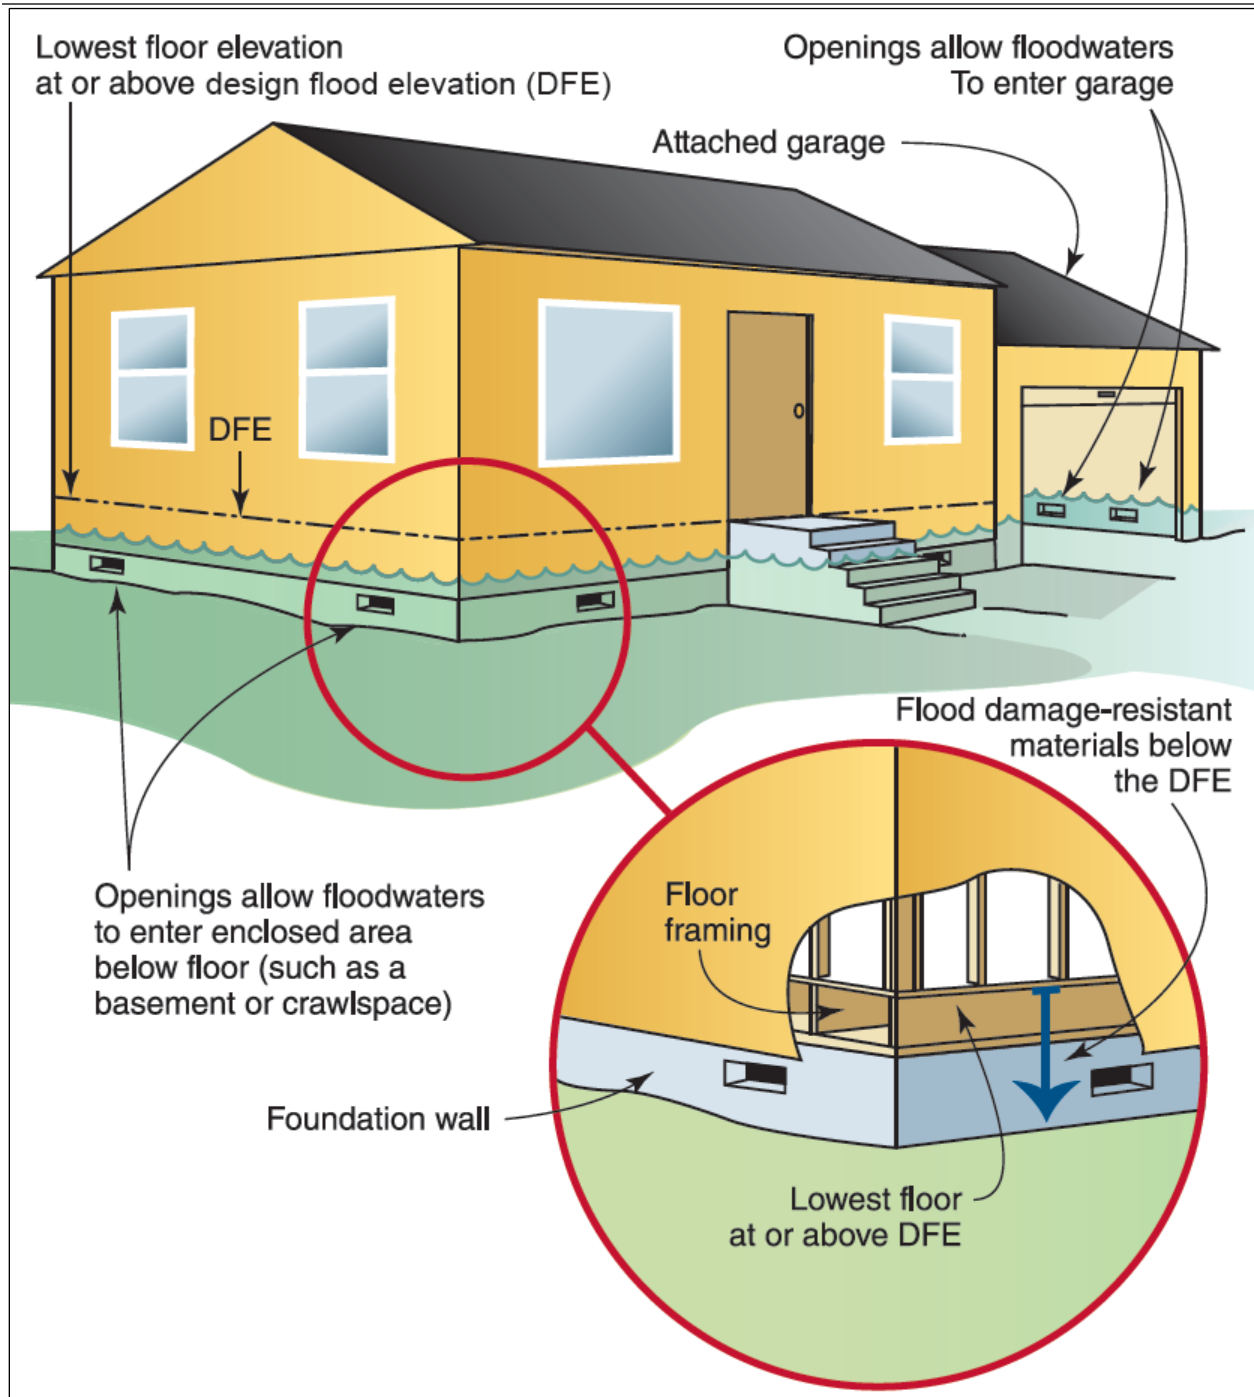 Lowest floor elevation
at or above design flood elevation (DFE)
Openings allow floodwaters
To enter garage
Attached garage
DFE
Flood damage-resistant
materials below
the DFE
Openings allow floodwaters
to enter enclosed area
below floor (such as a
basement or crawlspace)
Floor
framing
Foundation wall
Lowest floor
at or above DFE